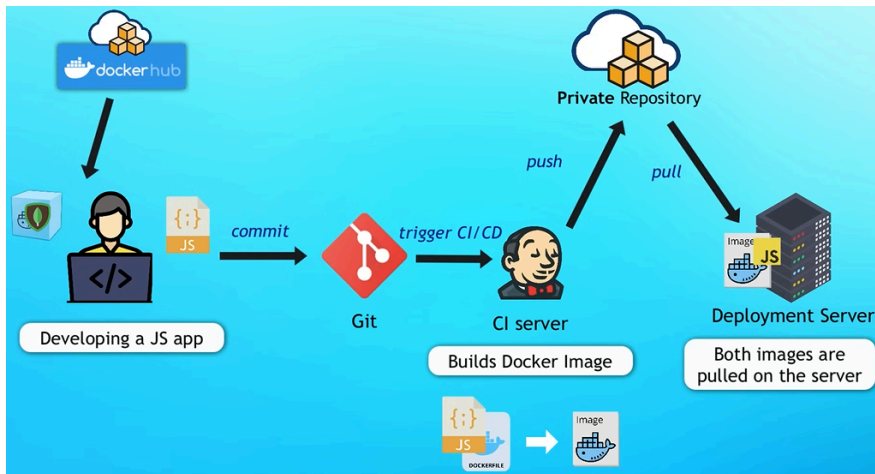 dockerhub
Private Repository
push
pull
{;}
JS
commit
trigger CI/CD
</>
Image
JS
Git
CI server
Deployment Server
Developing a JS app
Builds Docker Image
Both images are
pulled on the server
{;}
JS
DOCKERFILE
Image